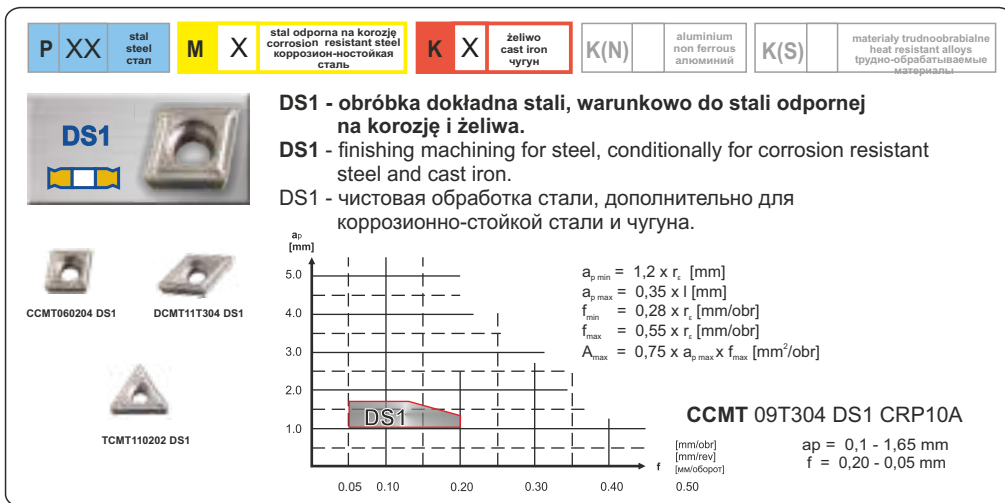 P XX stal
steel
стал
M X stal odporna na korozję
corrosion resistant steel
коррозион-ностойкая
сталь
K X żeliwo
cast iron
чугун
K(N) aluminium
non ferrous
алюминий
K(S) materiały trudnoobrabialne
heat resistant alloys
tрудно-обрабатываемые
материалы
DS1
DS1 - obróbka dokładna stali, warunkowo do stali odpornej
na korozję i żeliwa.
DS1 - finishing machining for steel, conditionally for corrosion resistant
steel and cast iron.
DS1 - чистовая обработка стали, дополнительно для
коррозионно-стойкой стали и чугуна.
CCMT060204 DS1
DCMT11T304 DS1
TCMT110202 DS1
ap
[mm]
5.0
4.0
3.0
2.0
1.0
DS1
0.05 0.10 0.20 0.30 0.40 0.50
f
[mm/obr]
[mm/rev]
[мм/оборот]
ap min = 1,2 x rε [mm]
ap max = 0,35 x l [mm]
fmin = 0,28 x rε [mm/obr]
fmax = 0,55 x rε [mm/obr]
Amax = 0,75 x ap max x fmax [mm²/obr]
CCMT 09T304 DS1 CRP10A
ap = 0,1 - 1,65 mm
f = 0,20 - 0,05 mm